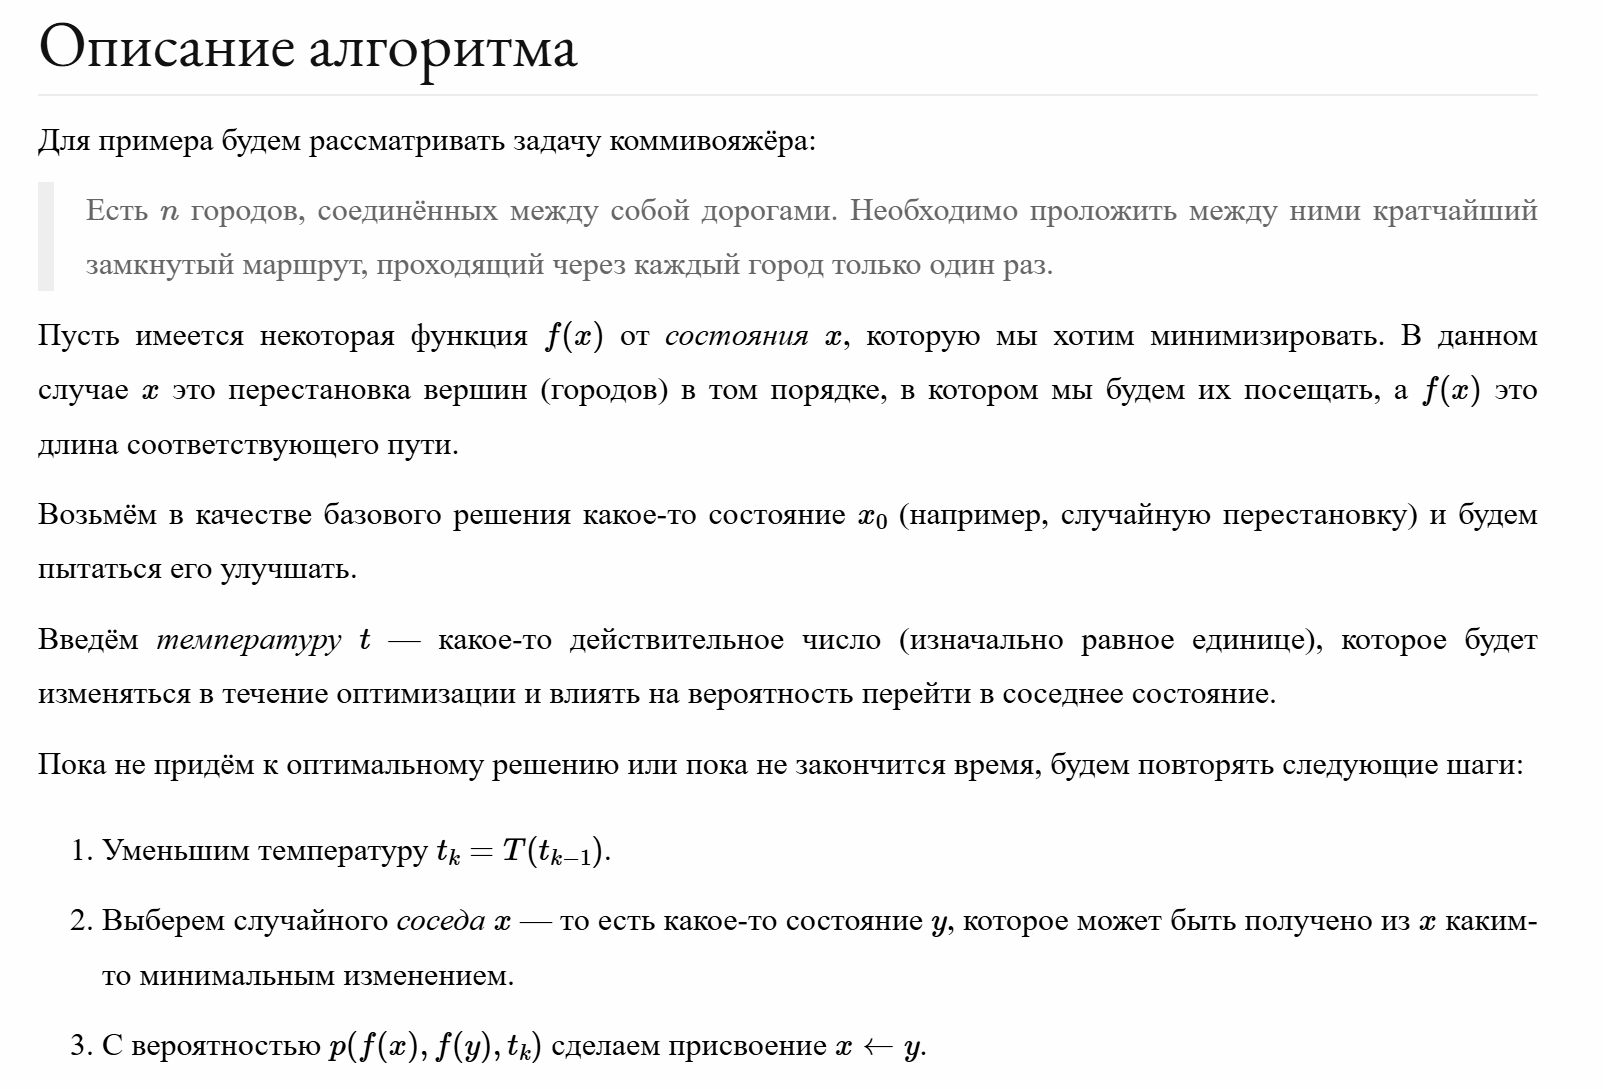 Описание алгоритма
Для примера будем рассматривать задачу коммивояжёра:
Есть n городов, соединённых между собой дорогами. Необходимо проложить между ними кратчайший
замкнутый маршрут, проходящий через каждый город только один раз.
Пусть имеется некоторая функция f(x) от состояния x, которую мы хотим минимизировать. В данном
случае x это перестановка вершин (городов) в том порядке, в котором мы будем их посещать, а f(x) это
длина соответствующего пути.
Возьмём в качестве базового решения какое-то состояние x₀ (например, случайную перестановку) и будем
пытаться его улучшать.
Введём температуру t — какое-то действительное число (изначально равное единице), которое будет
изменяться в течение оптимизации и влиять на вероятность перейти в соседнее состояние.
Пока не придём к оптимальному решению или пока не закончится время, будем повторять следующие шаги:
1. Уменьшим температуру tₖ = T(tₖ₋₁).
2. Выберем случайного соседа x — то есть какое-то состояние y, которое может быть получено из x каким-
то минимальным изменением.
3. С вероятностью p(f(x), f(y), tₖ) сделаем присвоение x ← y.